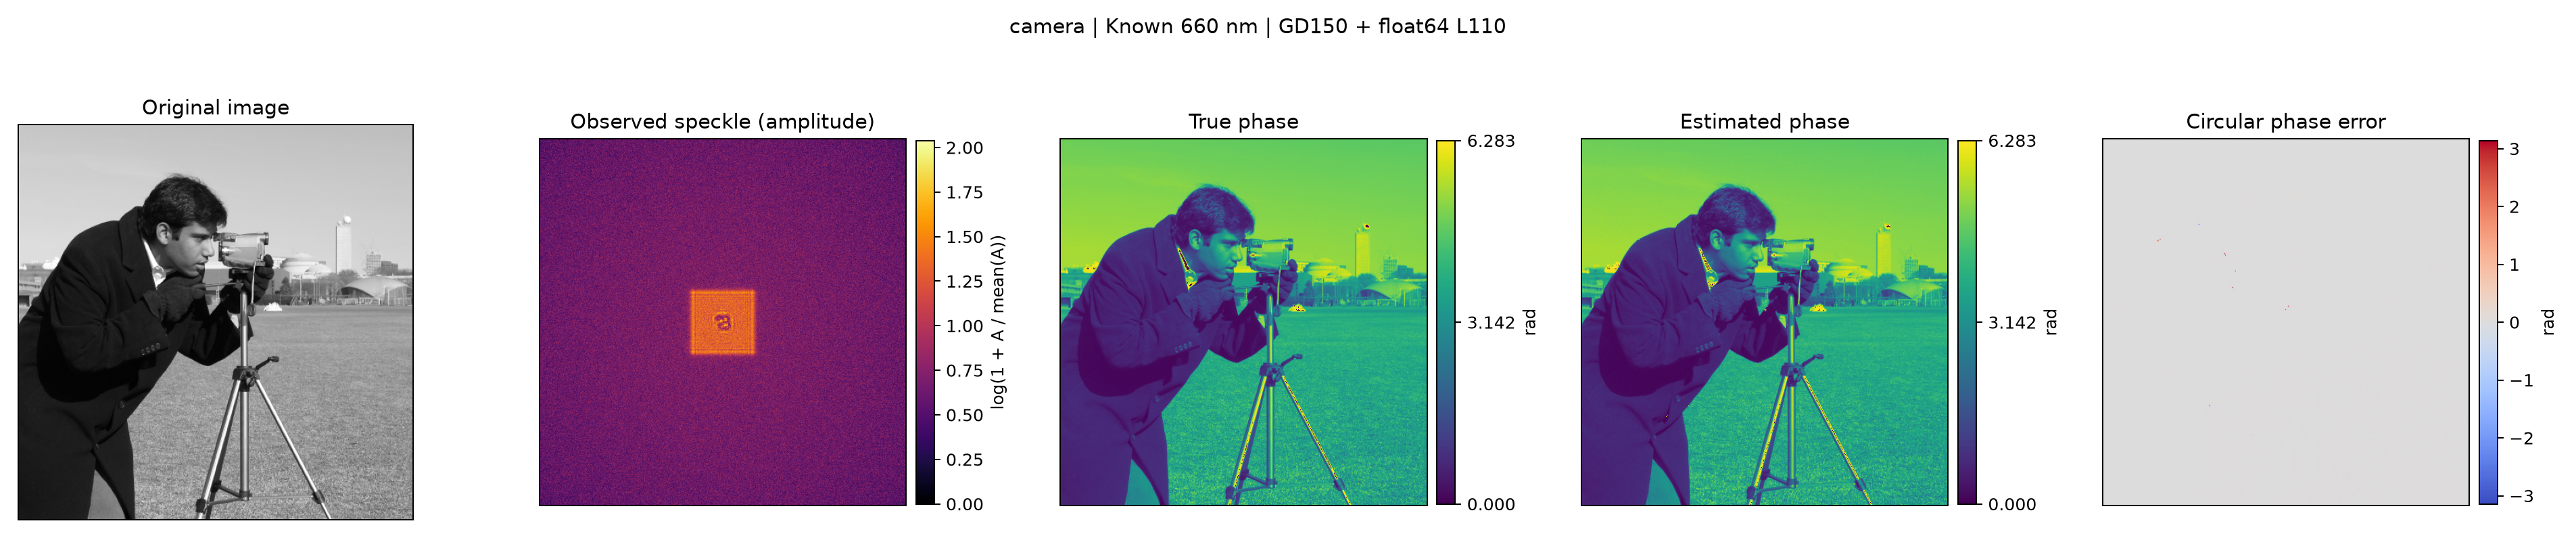 camera | Known 660 nm | GD150 + float64 L110
Original image
Observed speckle (amplitude)
2.00
1.75
1.50
1.25
1.00
0.75
0.50
0.25
0.00
log(1 + A / mean(A))
True phase
6.283
3.142
0.000
rad
Estimated phase
6.283
3.142
0.000
rad
Circular phase error
3
2
1
0
−1
−2
−3
rad